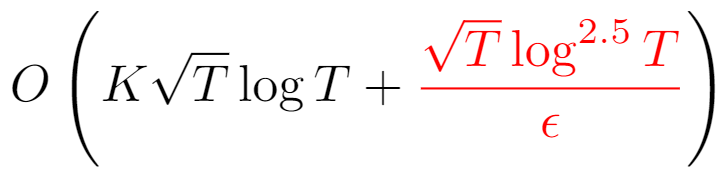 O ( K√T log T + √T log^2.5 T / ϵ )